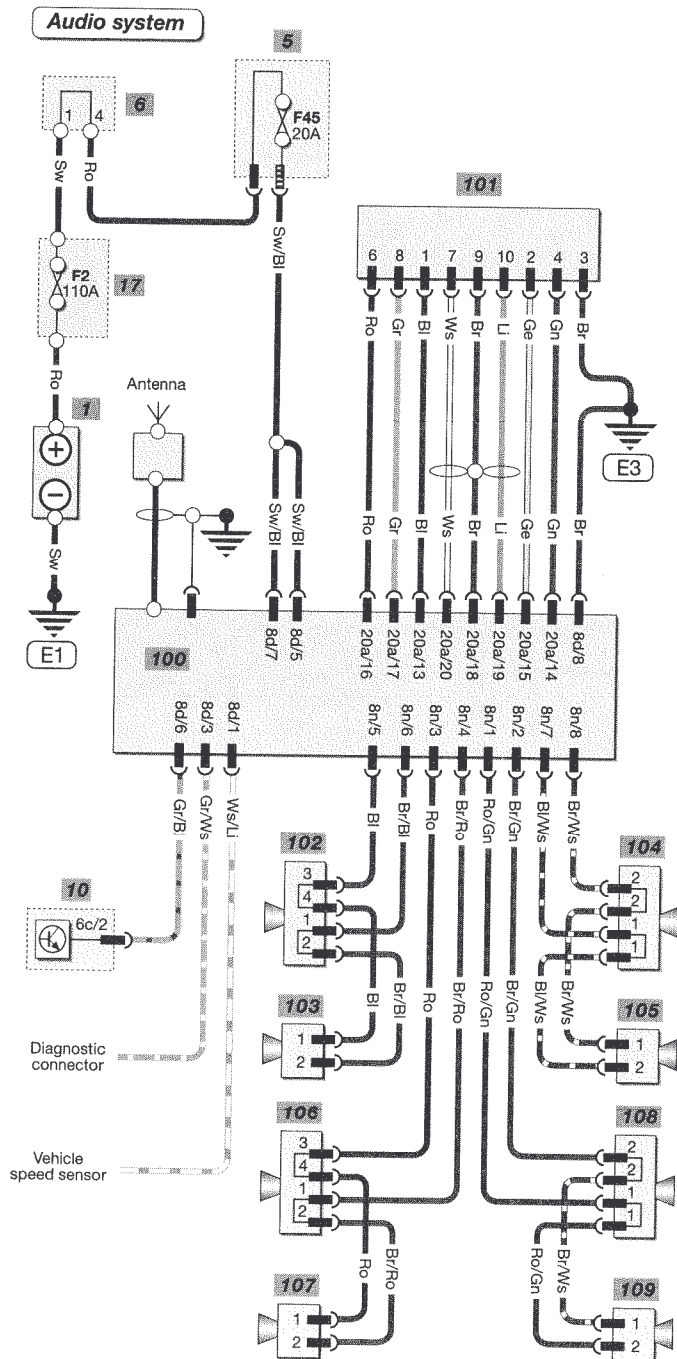 Audio system
5
6
1 4
F45
20A
Sw
Ro
101
6 8 1 7 9 10 2 4 3
Sw/Bl
F2
110A
17
Ro Gr Bl Ws Br Li Ge Gn Br
Ro
Antenna
1
E3
Sw
Sw/Bl Sw/Bl
Ro Gr Bl Ws Br Li Ge Gn Br
E1
100
8d/7 8d/5 20a/16 20a/17 20a/13 20a/20 20a/18 20a/19 20a/15 20a/14 8d/8
8d/6 8d/3 8d/1 8n/5 8n/6 8n/3 8n/4 8n/1 8n/2 8n/7 8n/8
Gr/B Gr/Ws Ws/Li Bl Br/Bl Ro Br/Ro Ro/Gn Br/Gn Bl/Ws Br/Ws
102
3
4
1
2
104
2
2
1
1
10
6c/2
Bl Br/Bl Ro Br/Ro Ro/Gn Br/Gn Bl/Ws Br/Ws
103
1
2
105
1
2
Diagnostic
connector
106
3
4
1
2
108
2
2
1
1
Vehicle
speed sensor
Ro Br/Ro Ro/Gn Br/Ws
107
1
2
109
1
2